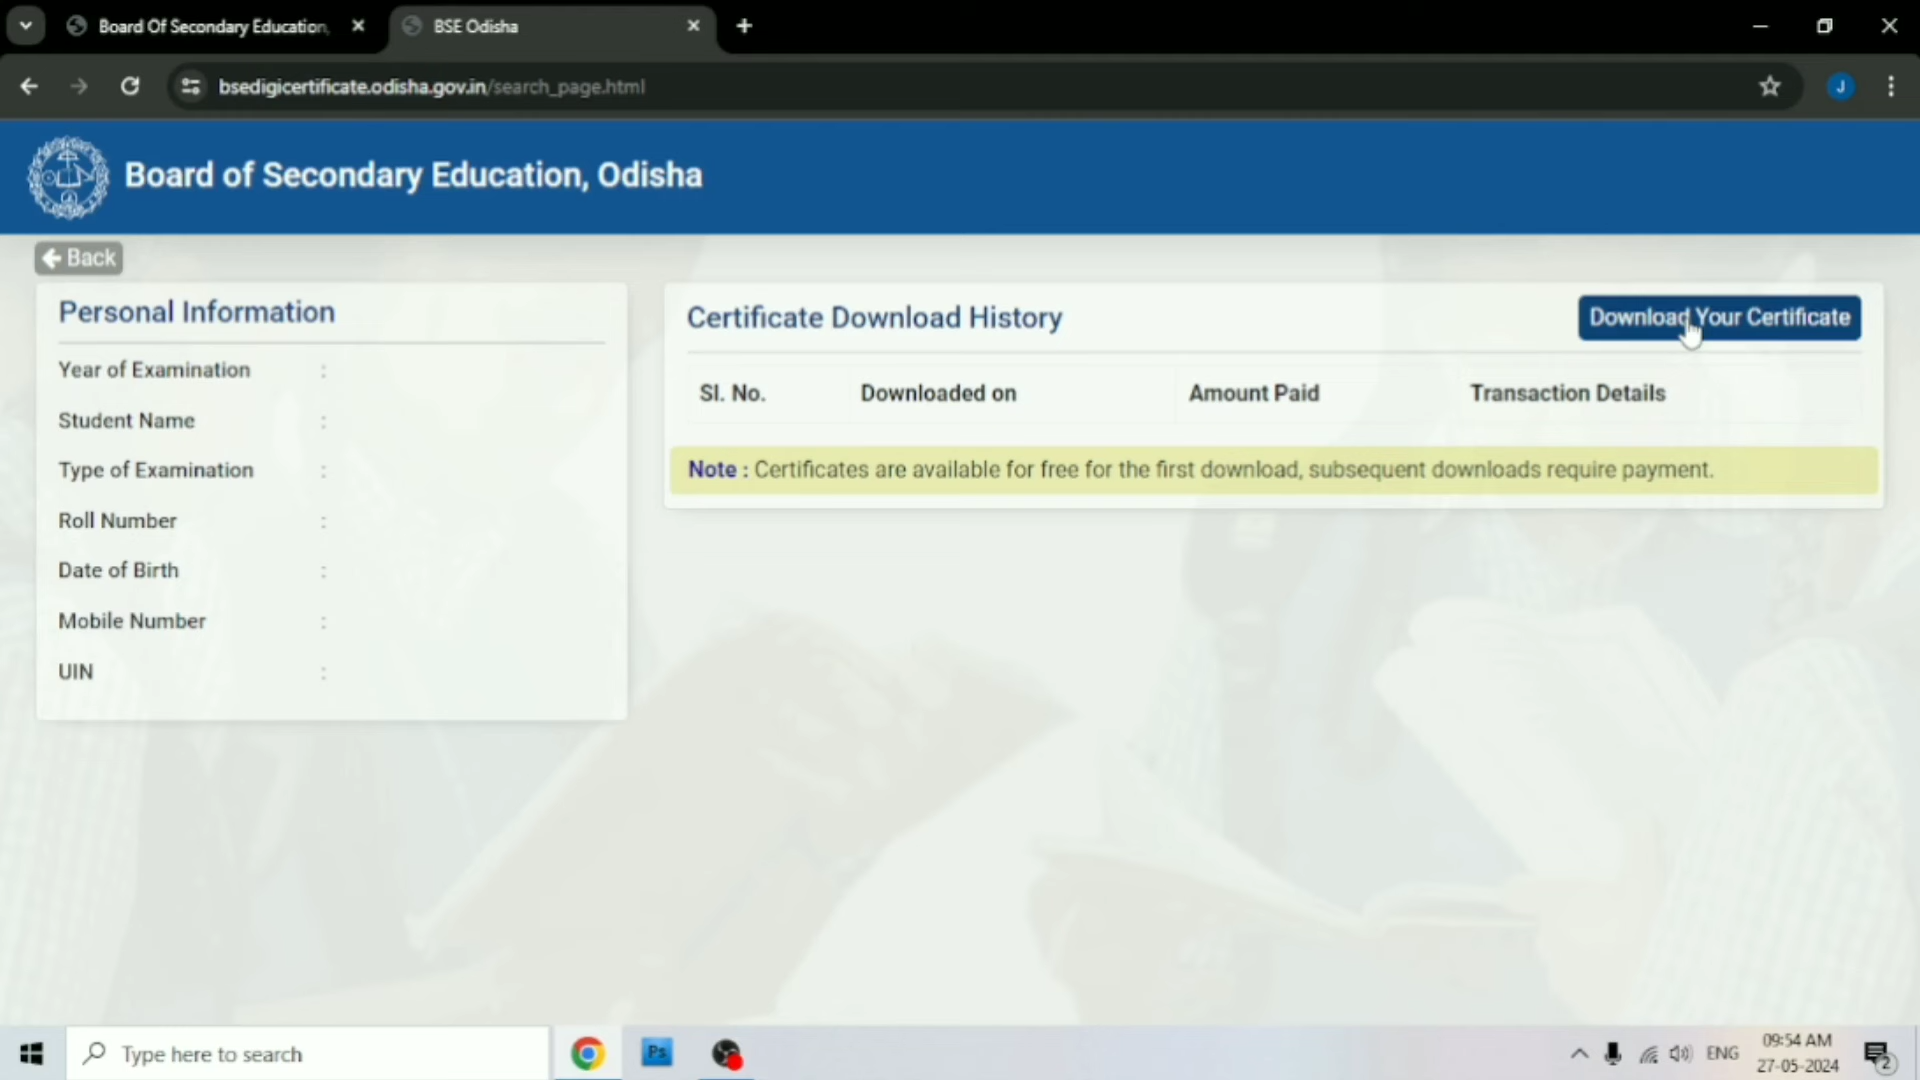 Board Of Secondary Education,
BSE Odisha
bsedigicertificate.odisha.gov.in/search_page.html
J
Board of Secondary Education, Odisha
Back
Personal Information
Year of Examination :
Student Name :
Type of Examination :
Roll Number :
Date of Birth :
Mobile Number :
UIN :
Certificate Download History
Download Your Certificate
Sl. No. Downloaded on Amount Paid Transaction Details
Note : Certificates are available for free for the first download, subsequent downloads require payment.
Type here to search
Ps
ENG
09:54 AM
27-05-2024
2